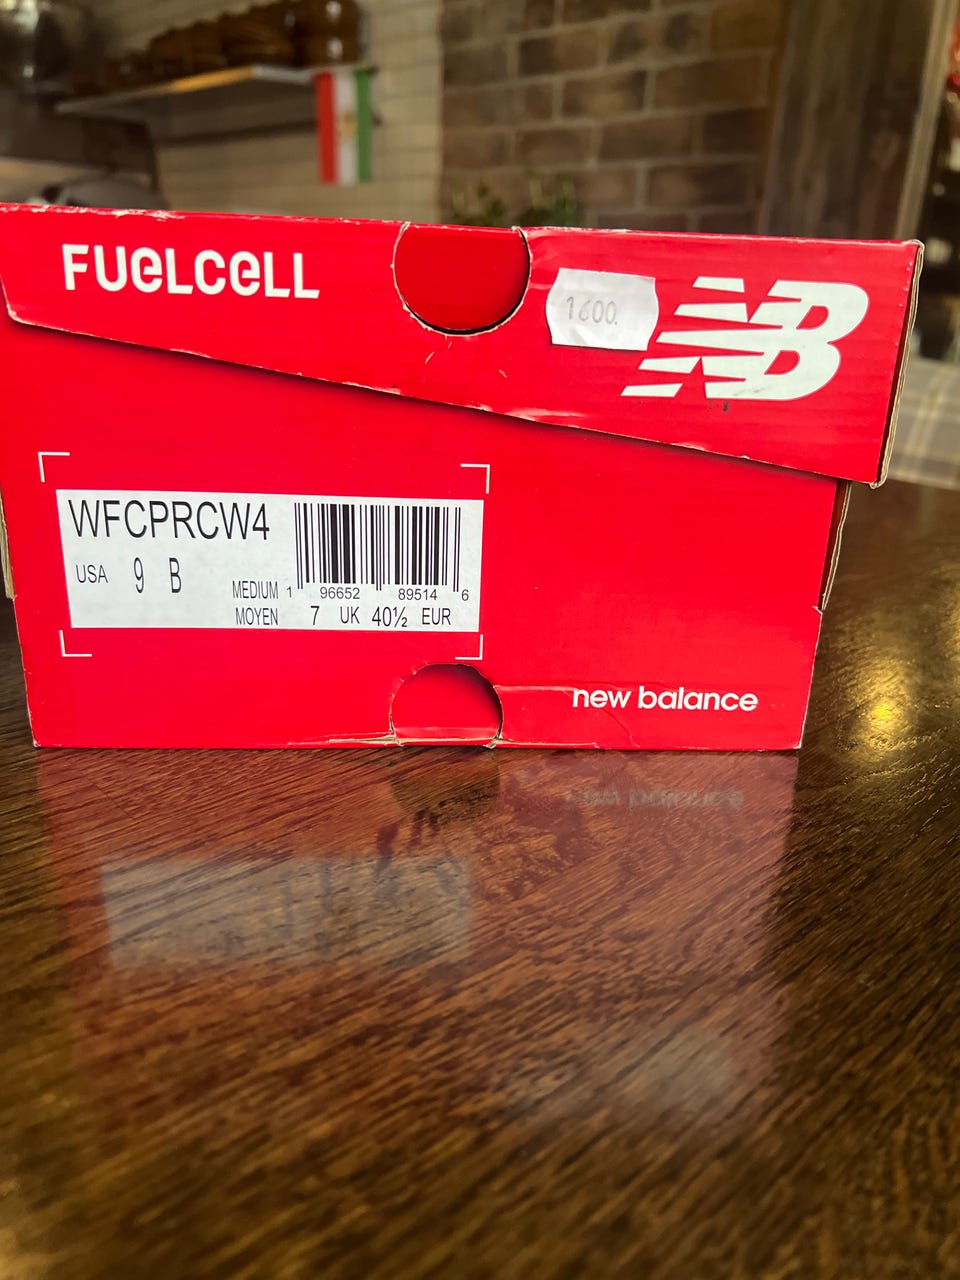 FUELCELL
1600.
NB
WFCPRCW4
USA 9 B
MEDIUM
MOYEN
1 96652 89514 6
7 UK 40½ EUR
new balance